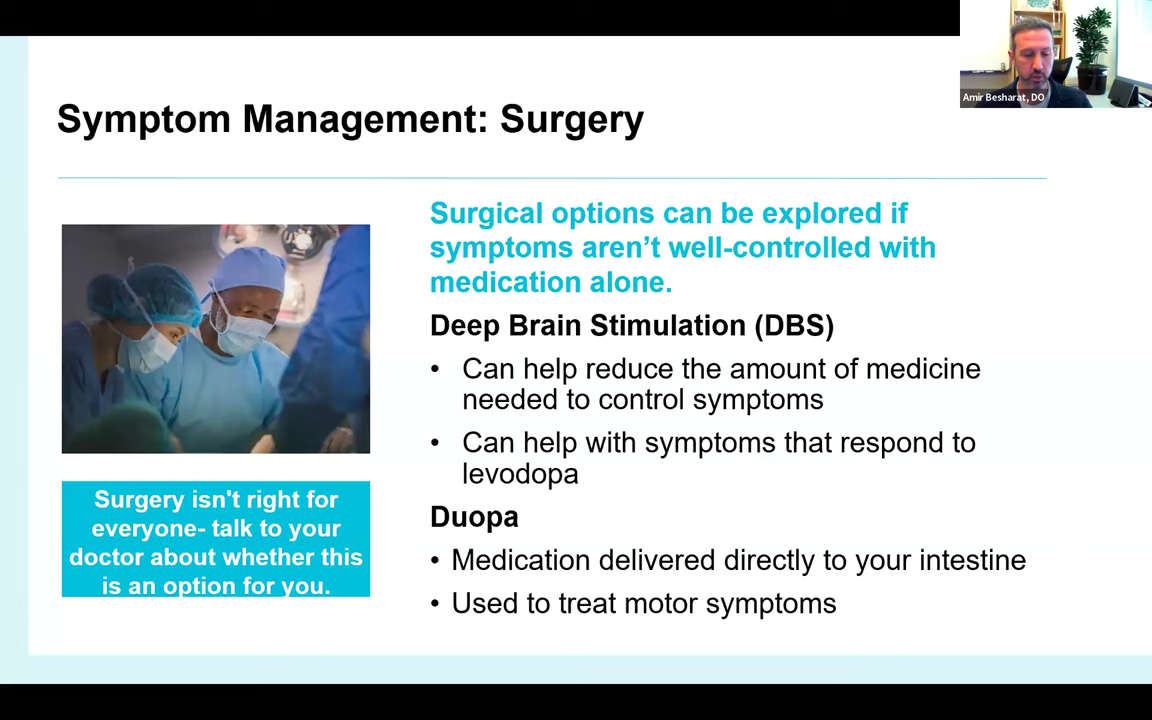 Amir Besharat, DO
Symptom Management: Surgery
Surgical options can be explored if
symptoms aren’t well-controlled with
medication alone.
Deep Brain Stimulation (DBS)
• Can help reduce the amount of medicine
needed to control symptoms
• Can help with symptoms that respond to
levodopa
Duopa
• Medication delivered directly to your intestine
• Used to treat motor symptoms
Surgery isn't right for
everyone- talk to your
doctor about whether this
is an option for you.